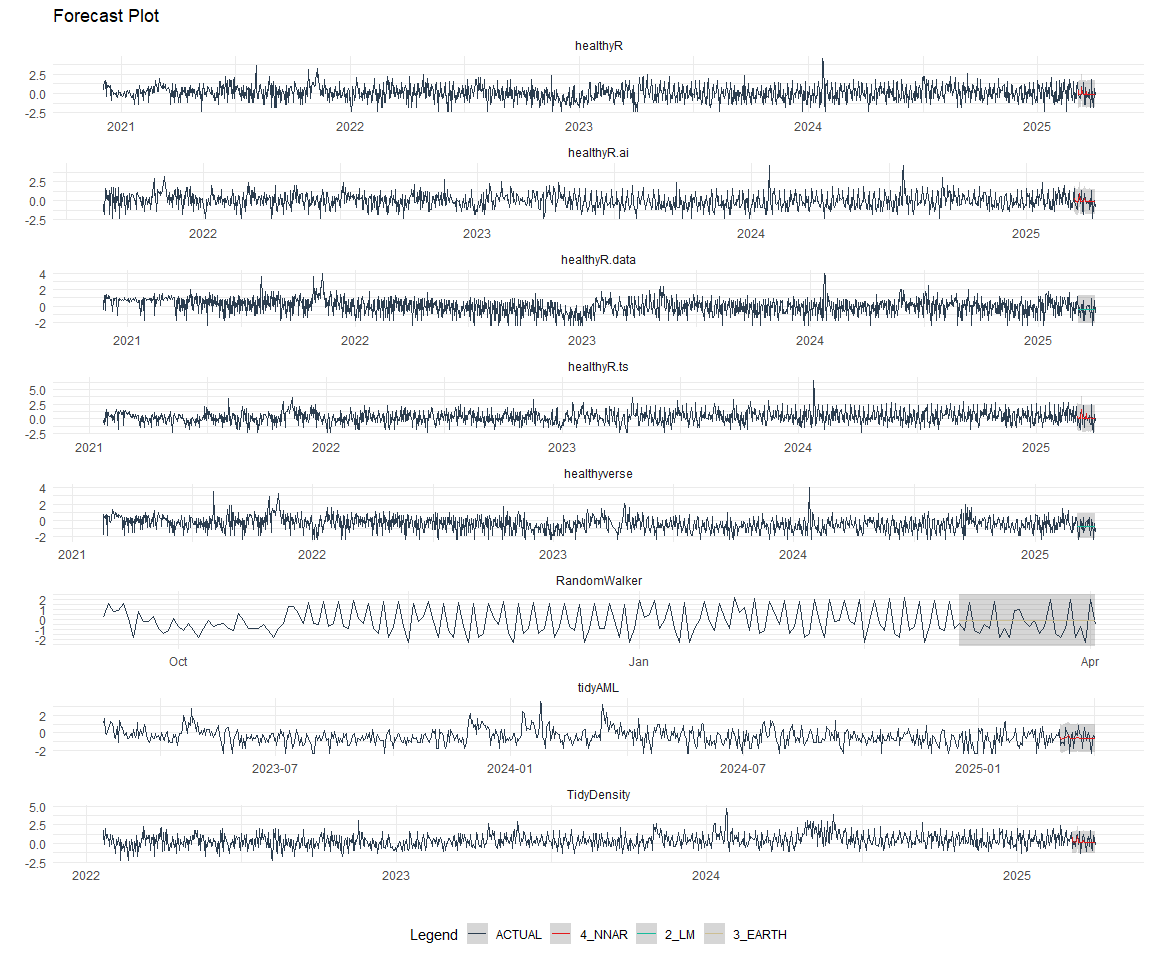 Forecast Plot
healthyR
2.5
0.0
-2.5
2021 2022 2023 2024 2025
healthyR.ai
2.5
0.0
-2.5
2022 2023 2024 2025
healthyR.data
4
2
0
-2
2021 2022 2023 2024 2025
healthyR.ts
5.0
2.5
0.0
-2.5
2021 2022 2023 2024 2025
healthyverse
4
2
0
-2
2021 2022 2023 2024 2025
RandomWalker
2
1
0
-1
-2
Oct Jan Apr
tidyAML
2
0
-2
2023-07 2024-01 2024-07 2025-01
TidyDensity
5.0
2.5
0.0
-2.5
2022 2023 2024 2025
Legend ACTUAL 4_NNAR 2_LM 3_EARTH